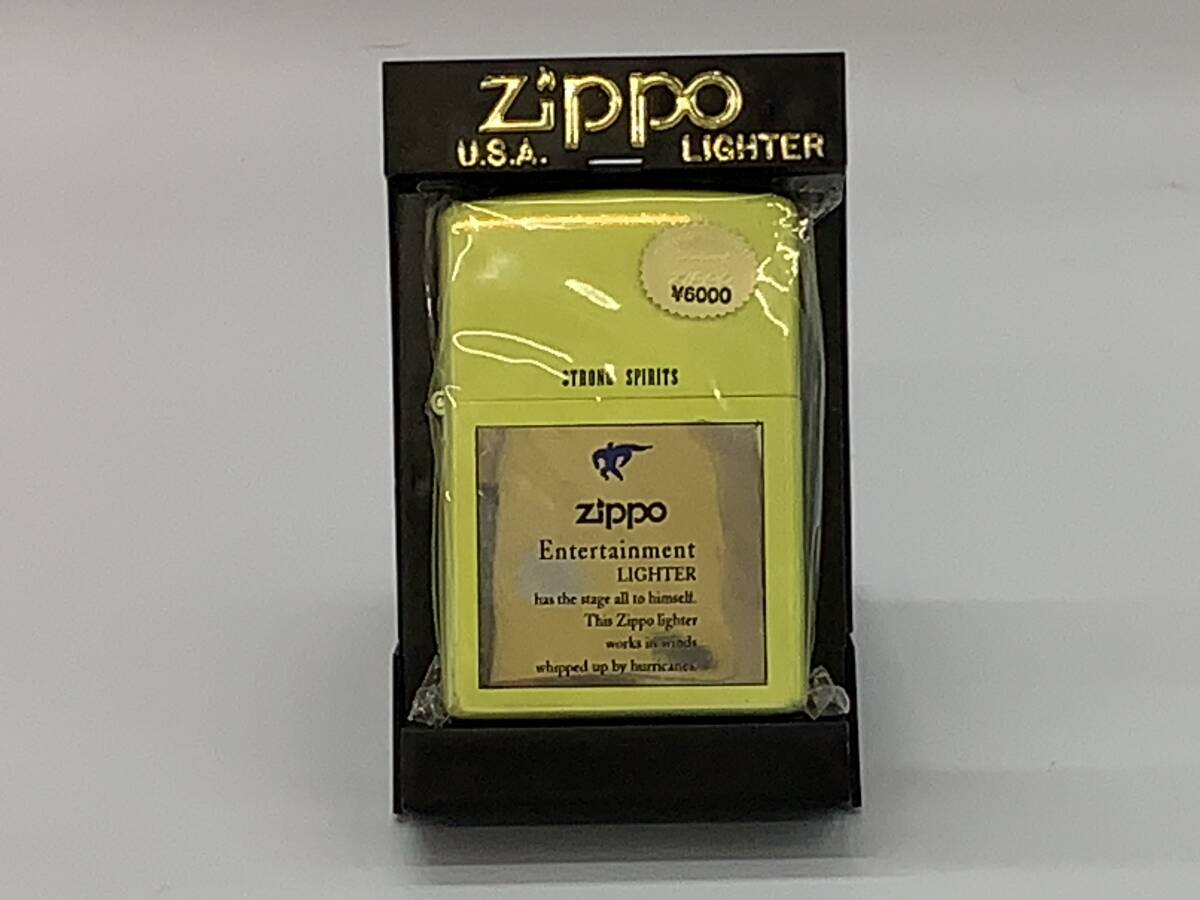 Zippo
U.S.A. LIGHTER
¥6000
STRONG SPIRITS
zippo
Entertainment
LIGHTER
has the stage all to himself.
This Zippo lighter
works in winds
whipped up by hurricanes.